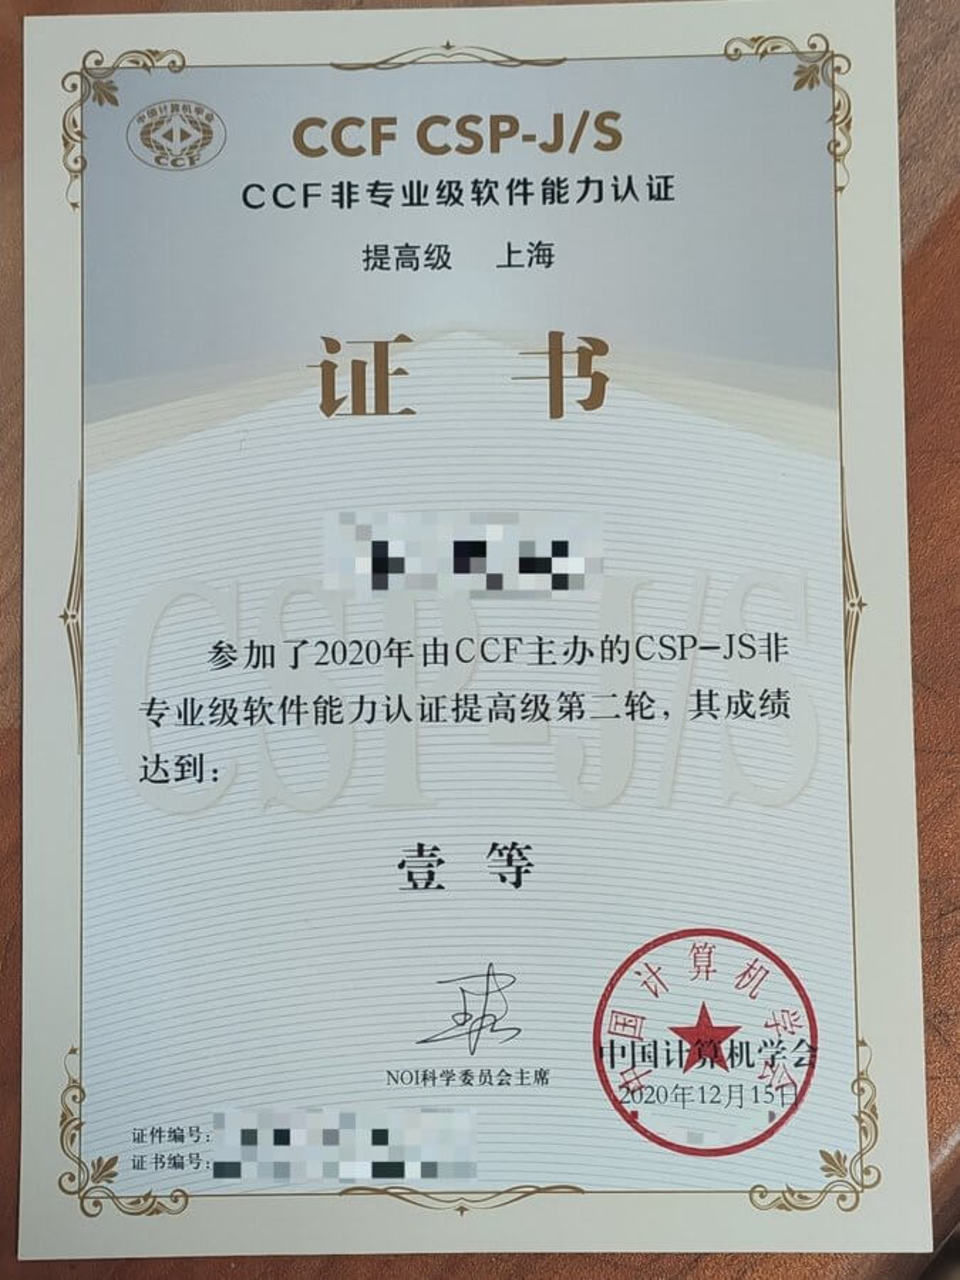 中国计算机学会
CCF
CCF CSP-J/S
CCF非专业级软件能力认证
提高级 上海
证 书
CSP-J/S
参加了2020年由CCF主办的CSP-JS非
专业级软件能力认证提高级第二轮,其成绩
达到:
壹 等
中国计算机学会
中国计算机学会
NOI科学委员会主席
2020年12月15日
证件编号:
证书编号: